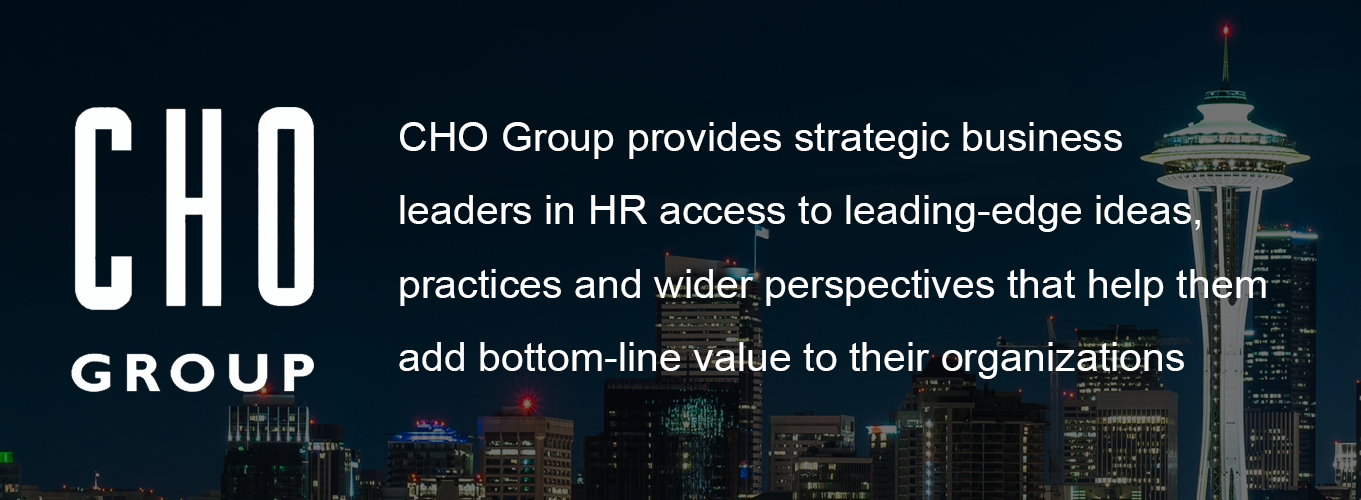 CHO
GROUP
CHO Group provides strategic business
leaders in HR access to leading-edge ideas,
practices and wider perspectives that help them
add bottom-line value to their organizations